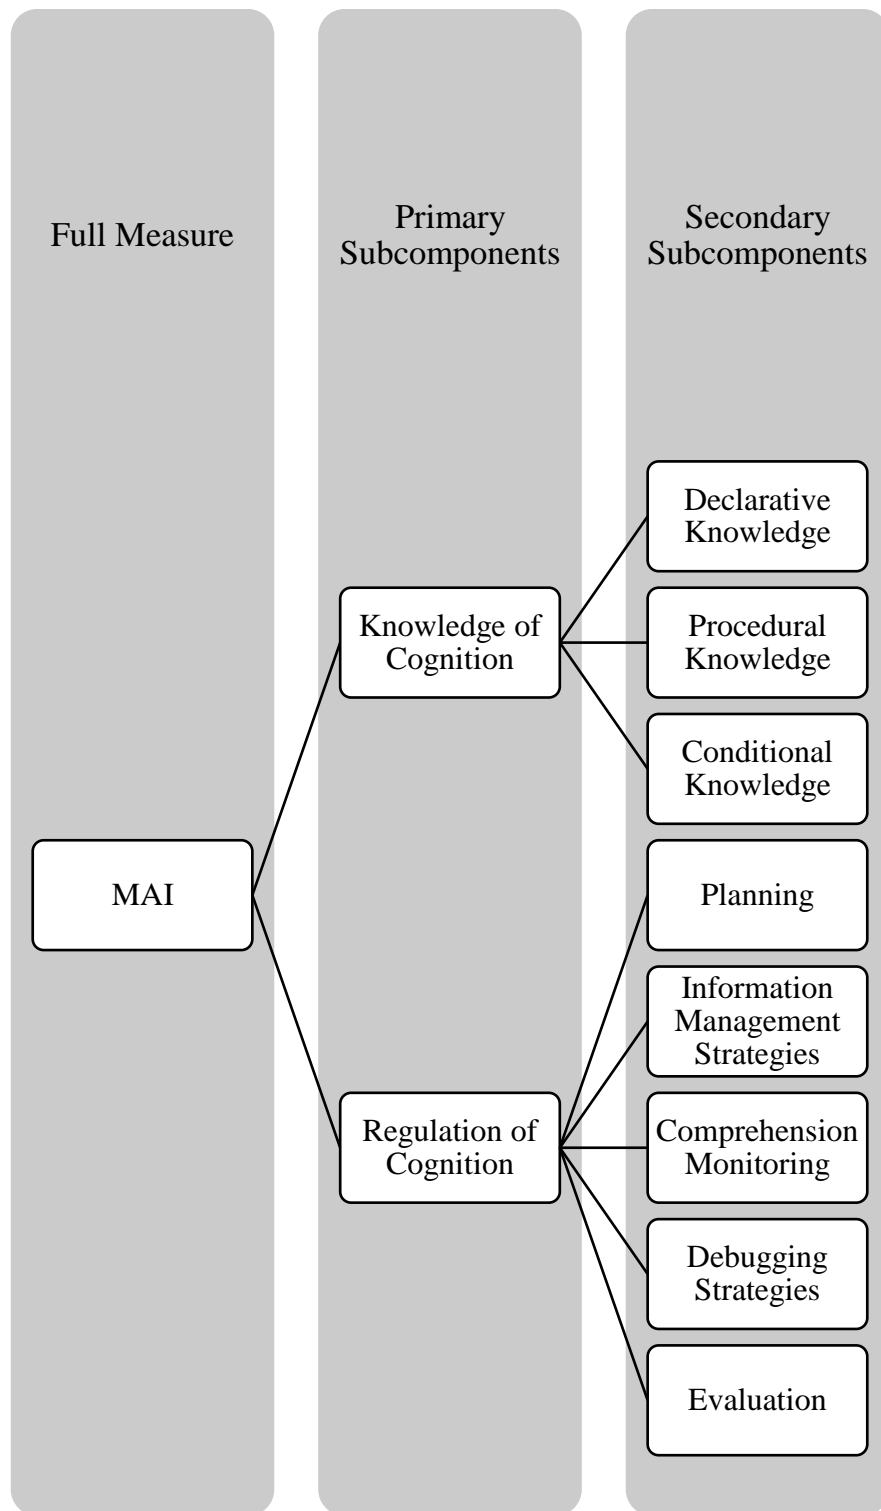 Full Measure
Primary
Subcomponents
Secondary
Subcomponents
Declarative
Knowledge
Knowledge of
Cognition
Procedural
Knowledge
Conditional
Knowledge
MAI
Planning
Information
Management
Strategies
Regulation of
Cognition
Comprehension
Monitoring
Debugging
Strategies
Evaluation